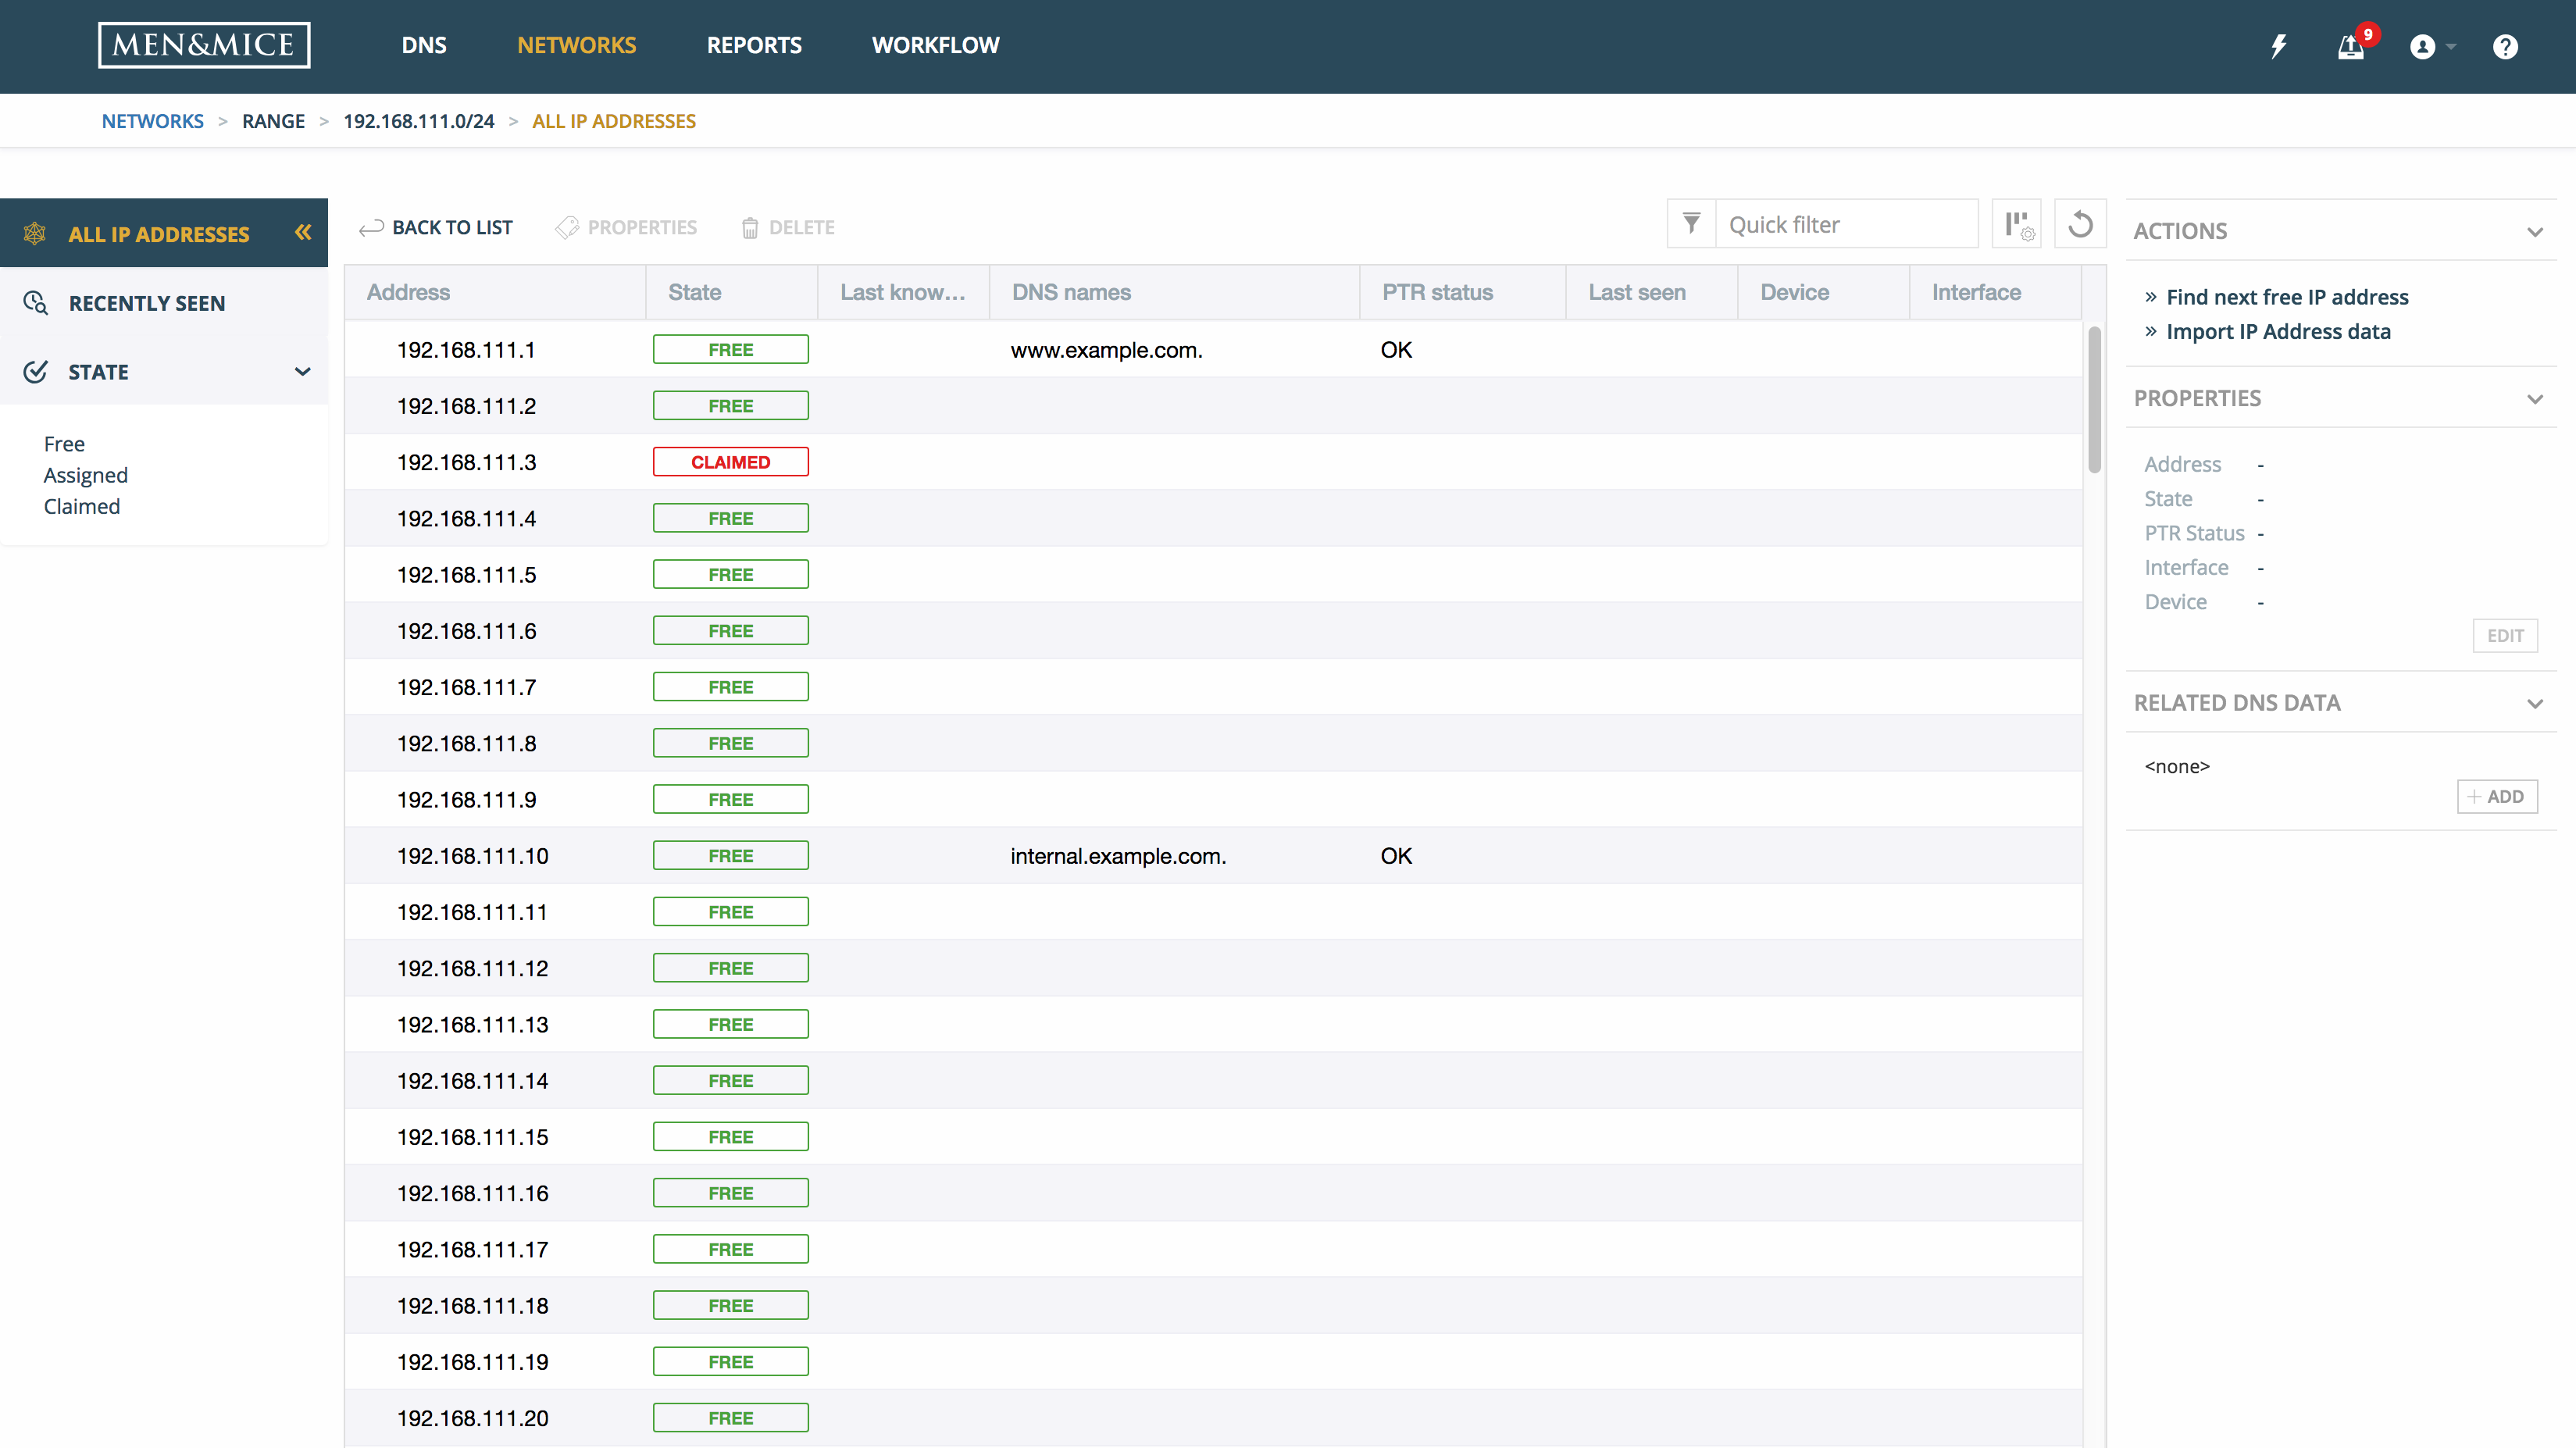 MEN&MICE DNS NETWORKS REPORTS WORKFLOW 9
NETWORKS > RANGE > 192.168.111.0/24 > ALL IP ADDRESSES
ALL IP ADDRESSES
RECENTLY SEEN
STATE
Free
Assigned
Claimed
BACK TO LIST PROPERTIES DELETE Quick filter
Address State Last know... DNS names PTR status Last seen Device Interface
192.168.111.1 FREE www.example.com. OK
192.168.111.2 FREE
192.168.111.3 CLAIMED
192.168.111.4 FREE
192.168.111.5 FREE
192.168.111.6 FREE
192.168.111.7 FREE
192.168.111.8 FREE
192.168.111.9 FREE
192.168.111.10 FREE internal.example.com. OK
192.168.111.11 FREE
192.168.111.12 FREE
192.168.111.13 FREE
192.168.111.14 FREE
192.168.111.15 FREE
192.168.111.16 FREE
192.168.111.17 FREE
192.168.111.18 FREE
192.168.111.19 FREE
192.168.111.20 FREE
ACTIONS
» Find next free IP address
» Import IP Address data
PROPERTIES
Address -
State -
PTR Status -
Interface -
Device -
EDIT
RELATED DNS DATA
<none>
+ ADD